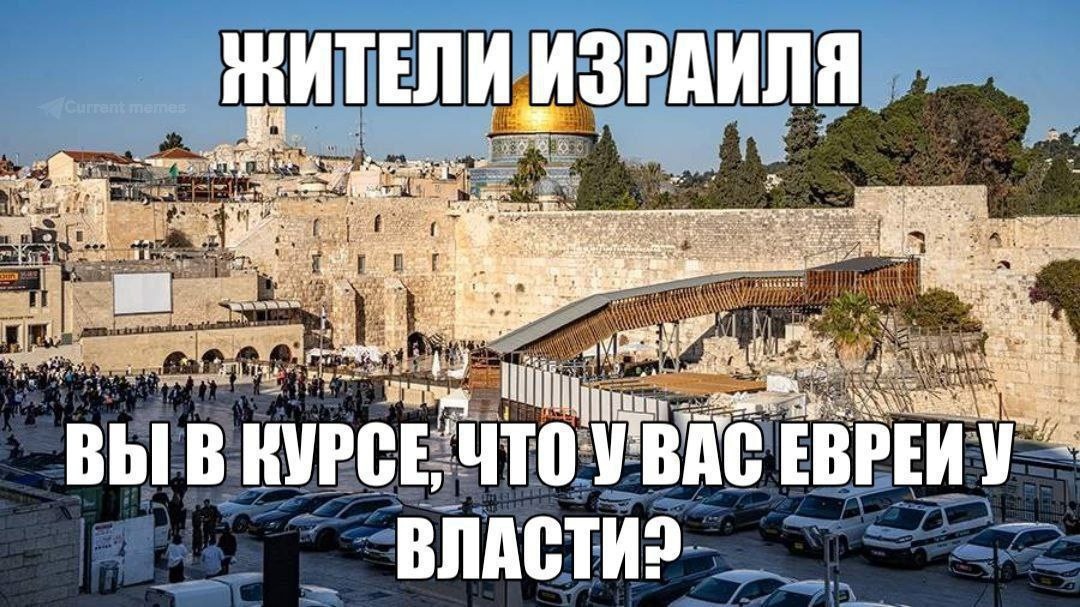 ЖИТЕЛИ ИЗРАИЛЯ
Current memes
ВЫ В КУРСЕ, ЧТО У ВАС ЕВРЕИ У
ВЛАСТИ?